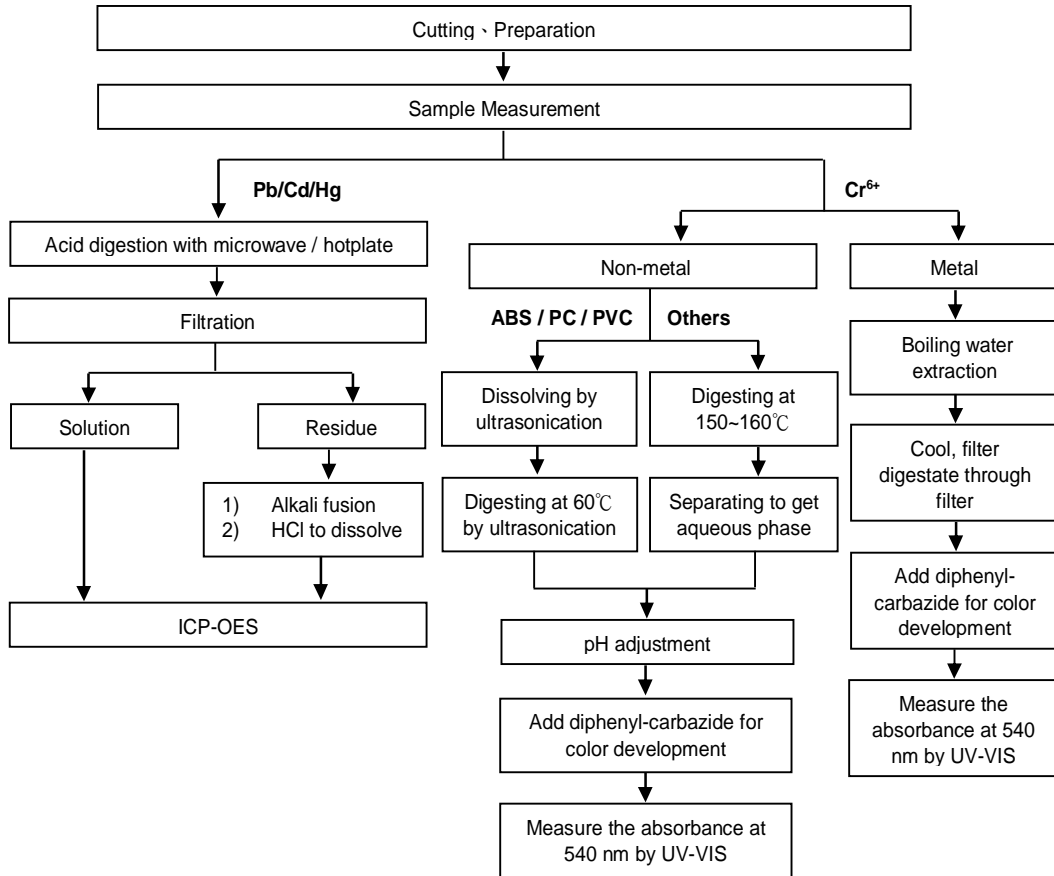 Cutting、Preparation
Sample Measurement
Pb/Cd/Hg
Cr⁶⁺
Acid digestion with microwave / hotplate
Filtration
Solution
Residue
1) Alkali fusion
2) HCl to dissolve
ICP-OES
Non-metal
ABS / PC / PVC
Others
Dissolving by
ultrasonication
Digesting at
150~160℃
Digesting at 60℃
by ultrasonication
Separating to get
aqueous phase
pH adjustment
Add diphenyl-carbazide for
color development
Measure the absorbance at
540 nm by UV-VIS
Metal
Boiling water
extraction
Cool, filter
digestate through
filter
Add diphenyl-
carbazide for color
development
Measure the
absorbance at 540
nm by UV-VIS